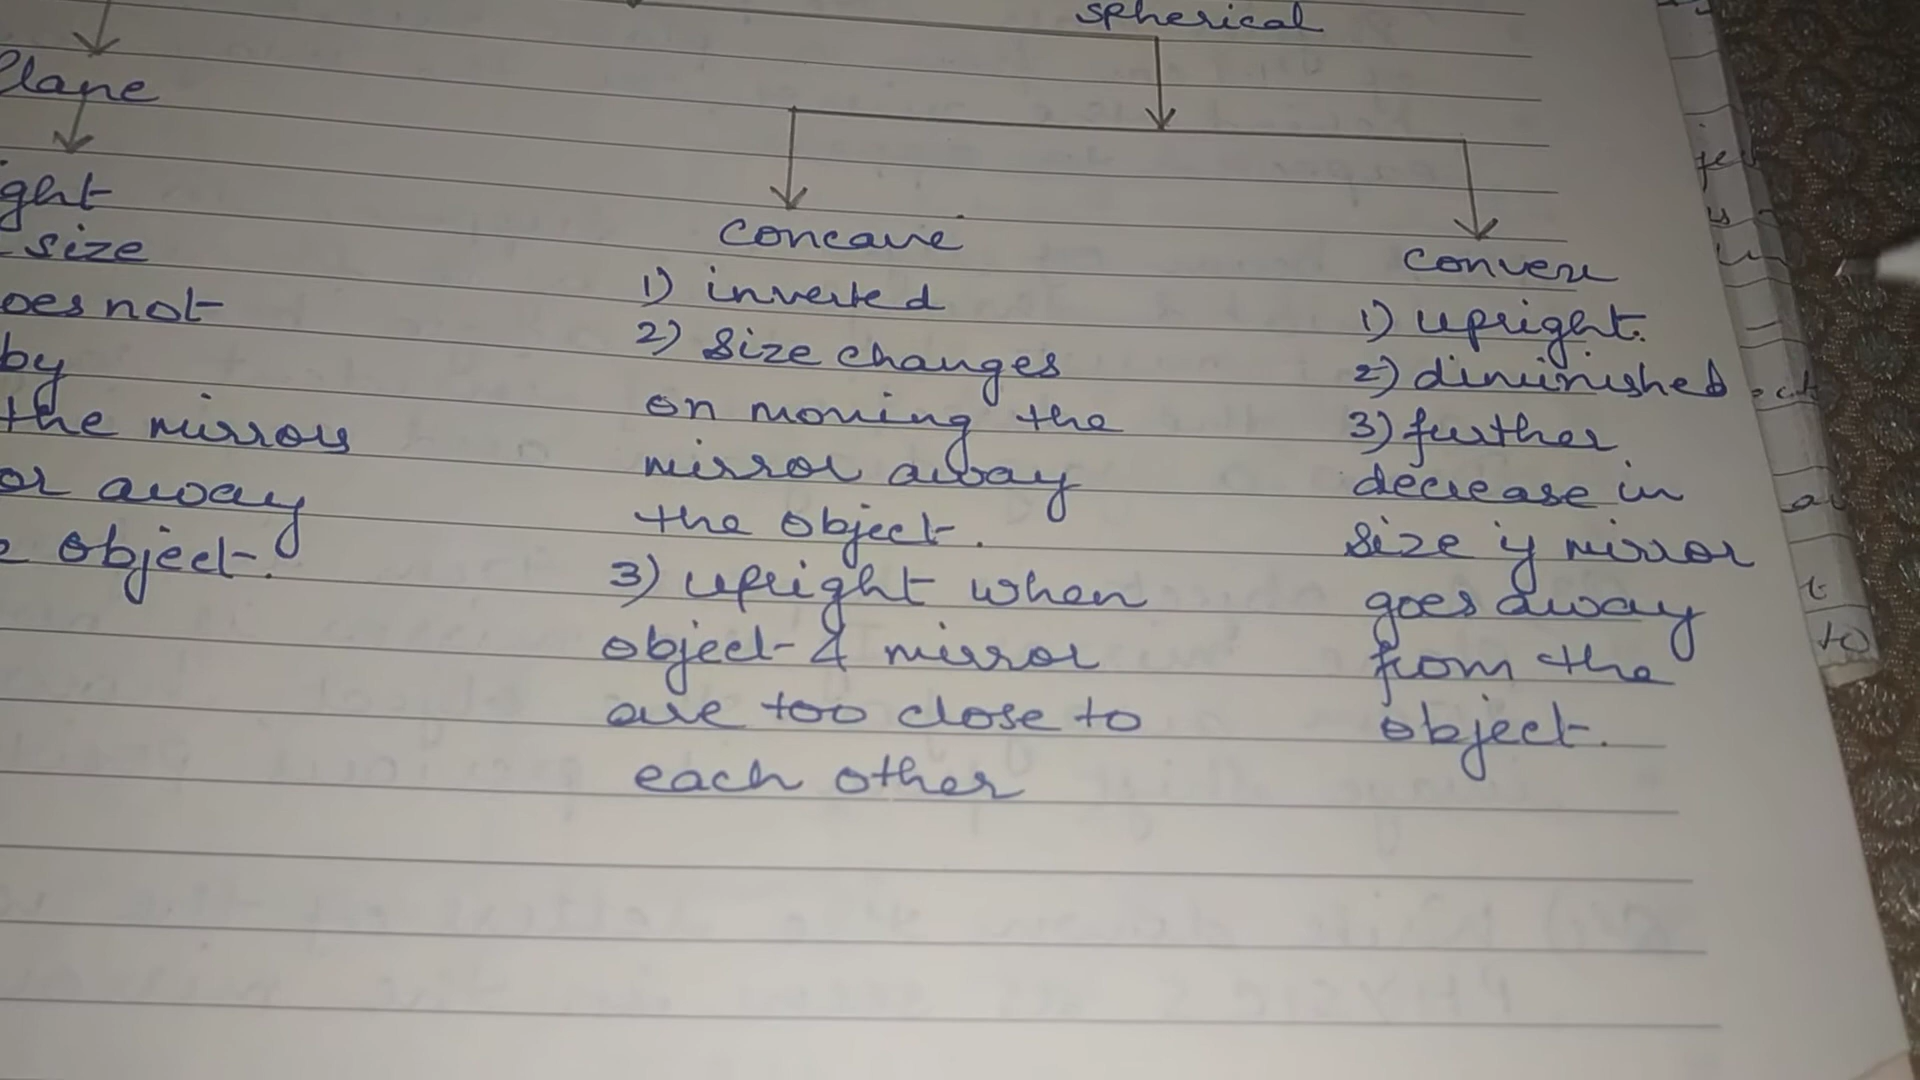 spherical
Plane
ght
size
oes not
by
the mirror
or away
object.
concave
1) inverted
2) size changes
on moving the
mirror away
the object.
3) upright when
object & mirror
are too close to
each other
convex
1) upright.
2) diminished
3) further
decrease in
size if mirror
goes away
from the
object.
to